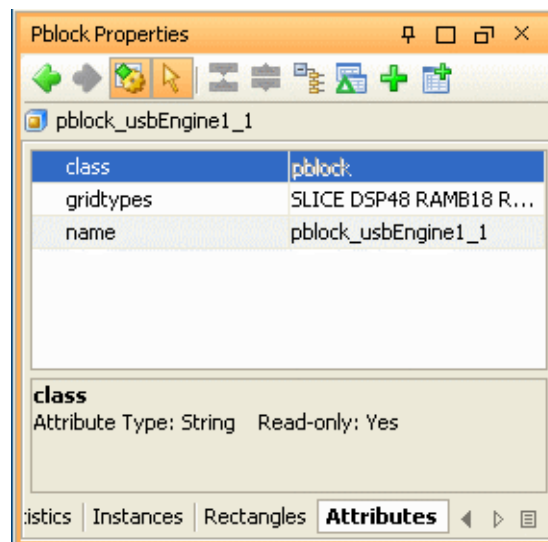 Pblock Properties
pblock_usbEngine1_1
class pblock
gridtypes SLICE DSP48 RAMB18 R...
name pblock_usbEngine1_1
class
Attribute Type: String Read-only: Yes
istics Instances Rectangles Attributes